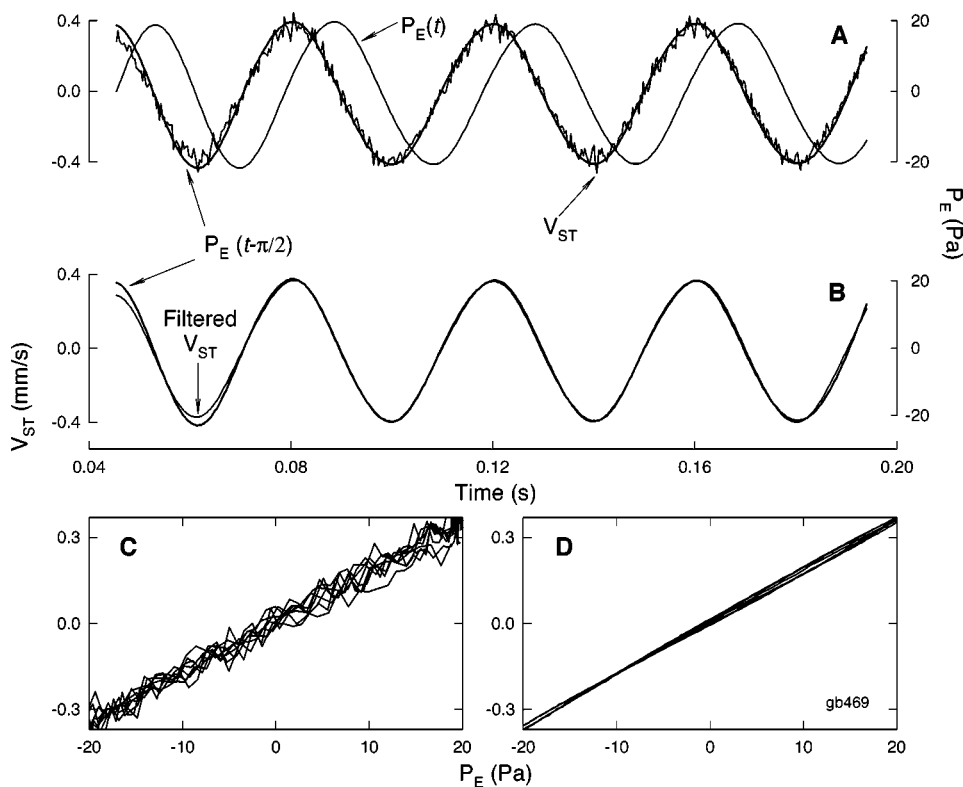 0.4
0.0
-0.4
P_E(t)
A
20
0
-20
V_ST
P_E (t-π/2)
P_E (Pa)
0.4
0.0
-0.4
B
20
0
-20
Filtered
V_ST
V_ST (mm/s)
0.04 0.08 0.12 0.16 0.20
Time (s)
0.3
0.0
-0.3
C
-20 -10 0 10 20
0.3
0.0
-0.3
D
gb469
-20 -10 0 10 20
P_E (Pa)